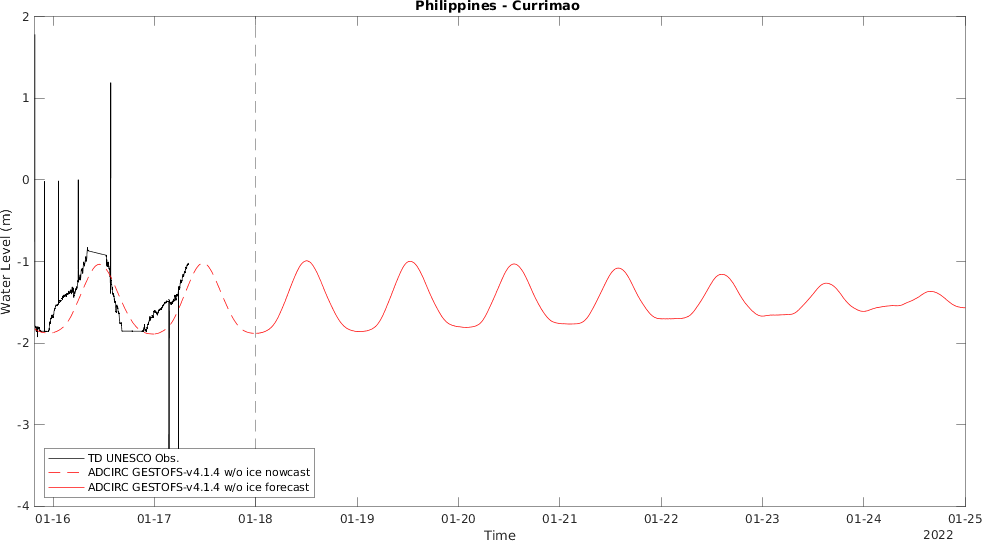 Philippines - Currimao
2
1
0
-1
-2
-3
-4
Water Level (m)
TD UNESCO Obs.
ADCIRC GESTOFS-v4.1.4 w/o ice nowcast
ADCIRC GESTOFS-v4.1.4 w/o ice forecast
01-16 01-17 01-18 01-19 01-20 01-21 01-22 01-23 01-24 01-25
Time
2022